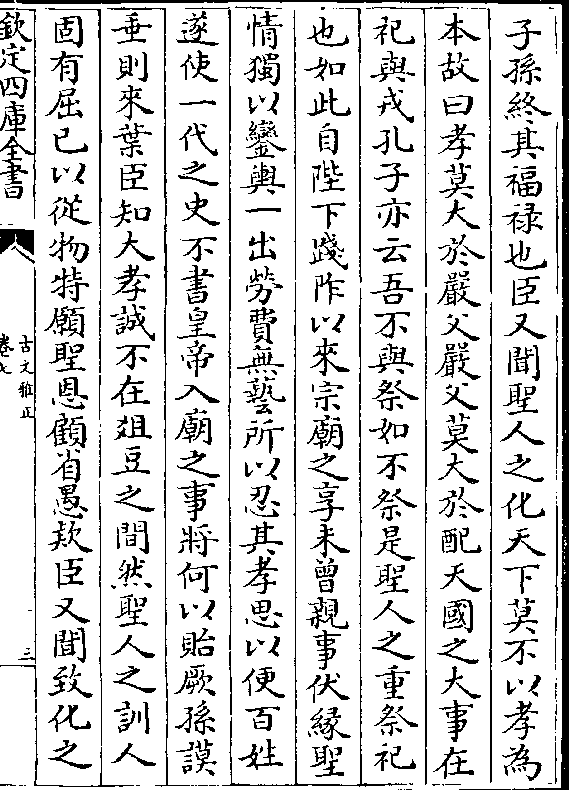 子孫終其福禄也臣又聞聖人之化天下莫不以孝為
本故曰孝莫大於嚴父嚴父莫大於配天國之大事在
祀與戎孔子亦云吾不與祭如不祭是聖人之重祭祀
也如此自陛下踐阼以來宗廟之享未曾親事伏縁聖
情獨以鑾輿一出勞費無藝所以忍其孝思以便百姓
遂使一代之史不書皇帝入廟之事將何以貽厥孫謨
垂則來葉臣知大孝誠不在俎豆之間然聖人之訓人
固有屈已以從物特願聖恩顧省愚欵臣又聞致化之
欽定四庫全書
古文雅正
卷七
三